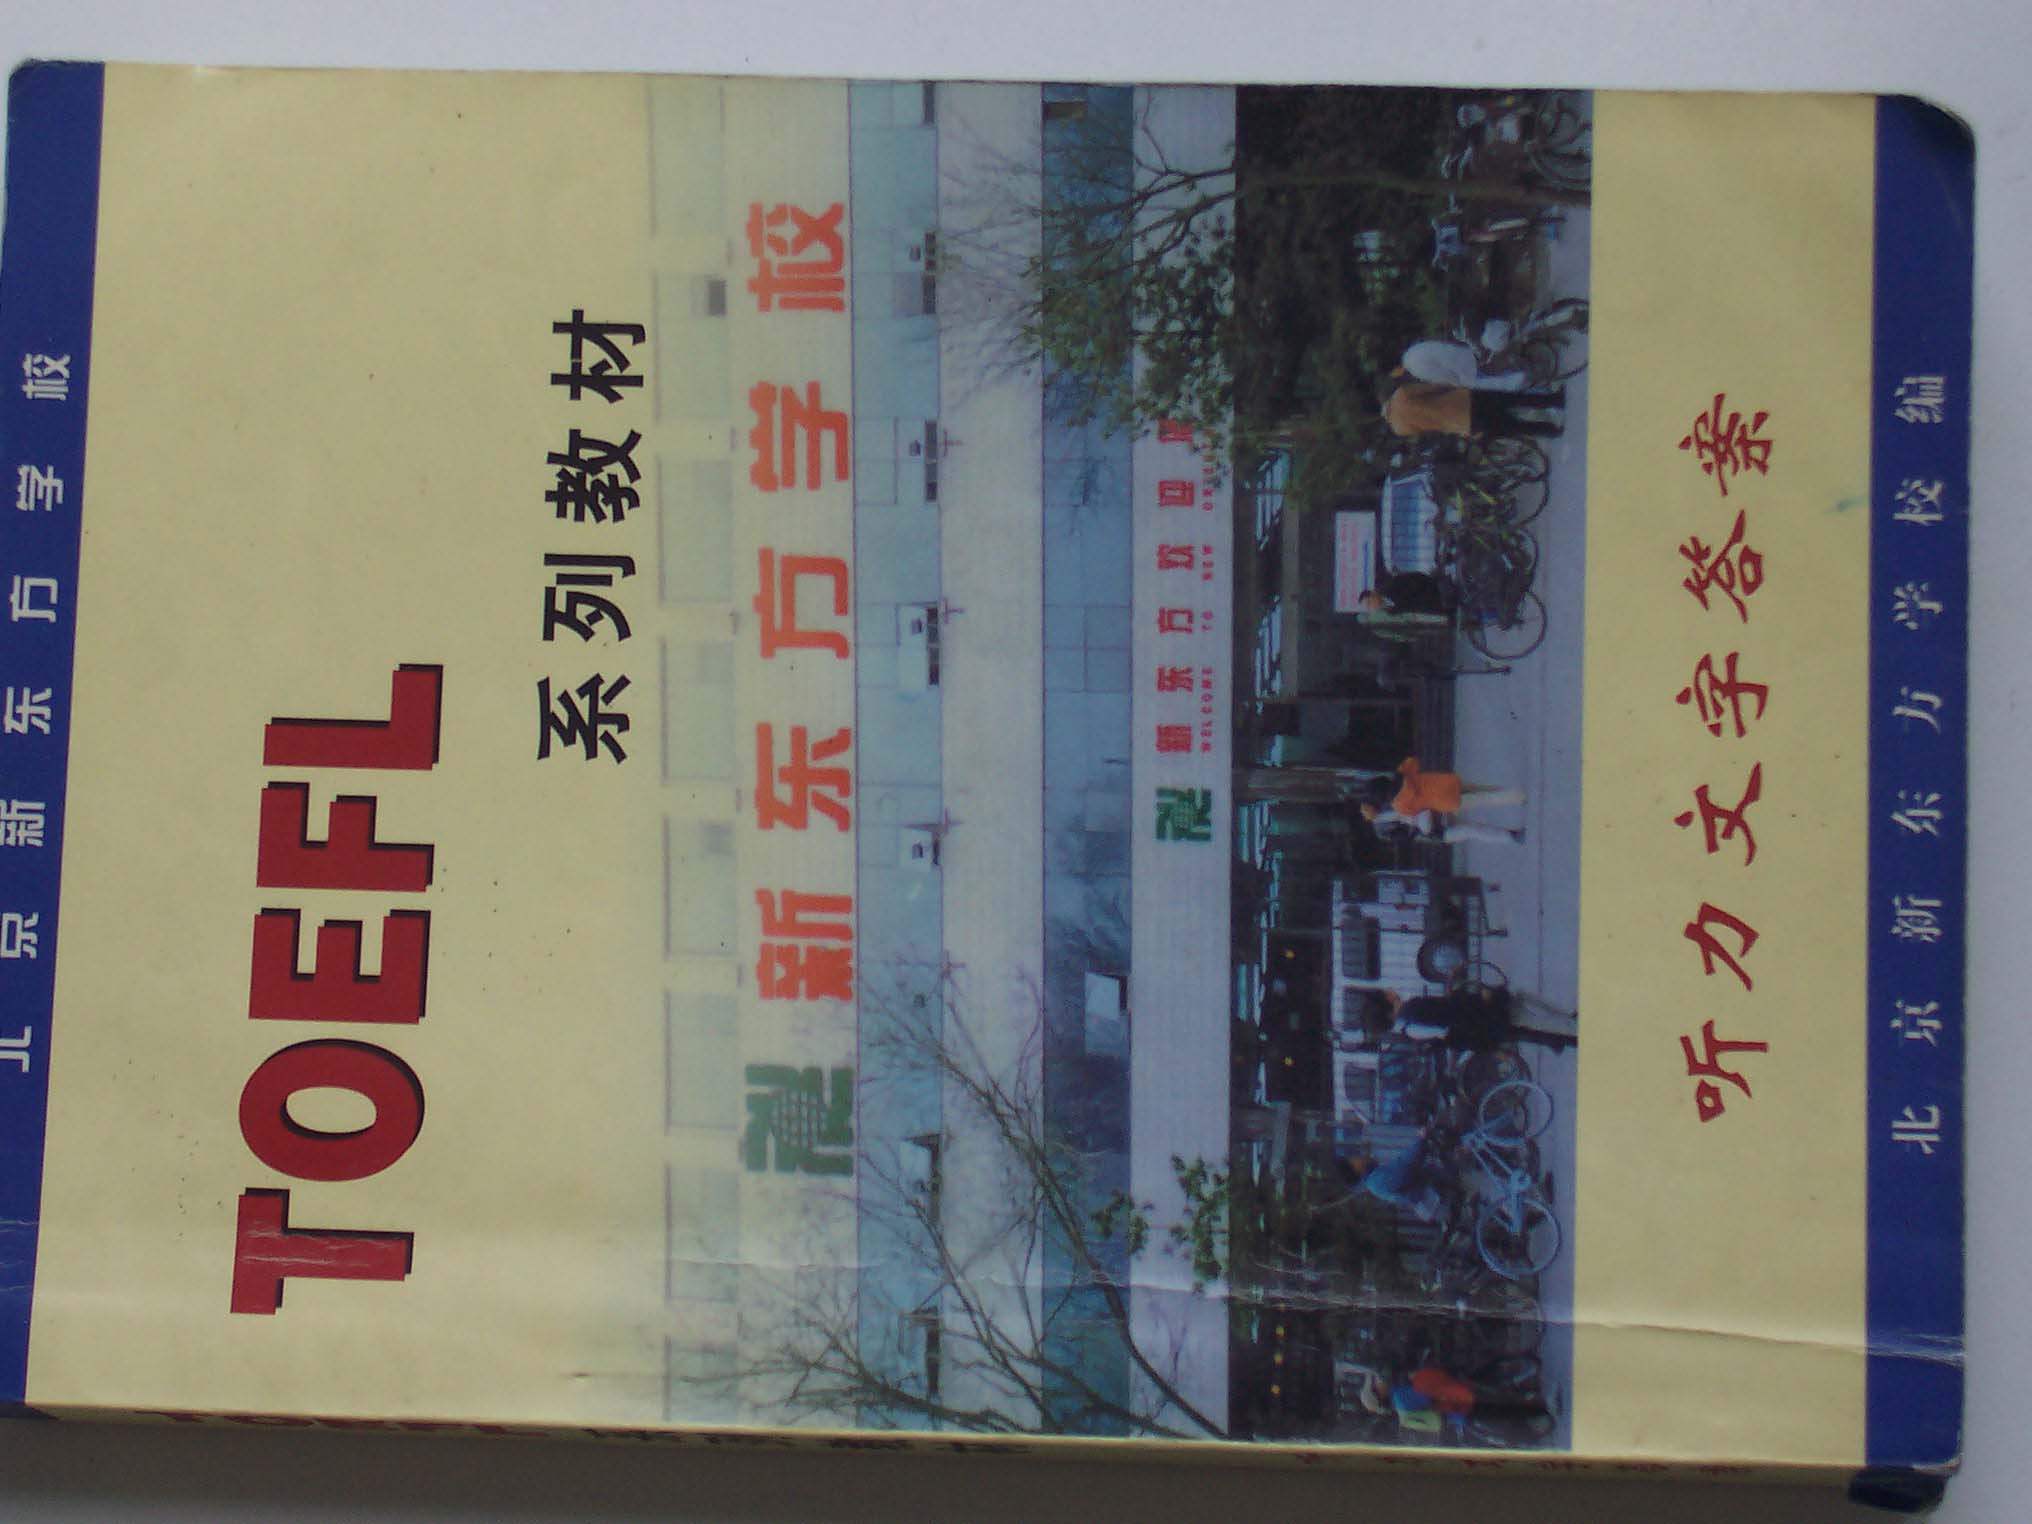 北京新东方学校
TOEFL
系列教材
新东方学校
新东方欢迎
WELCOME TO NEW
听力文字答案
北京新东方学校编